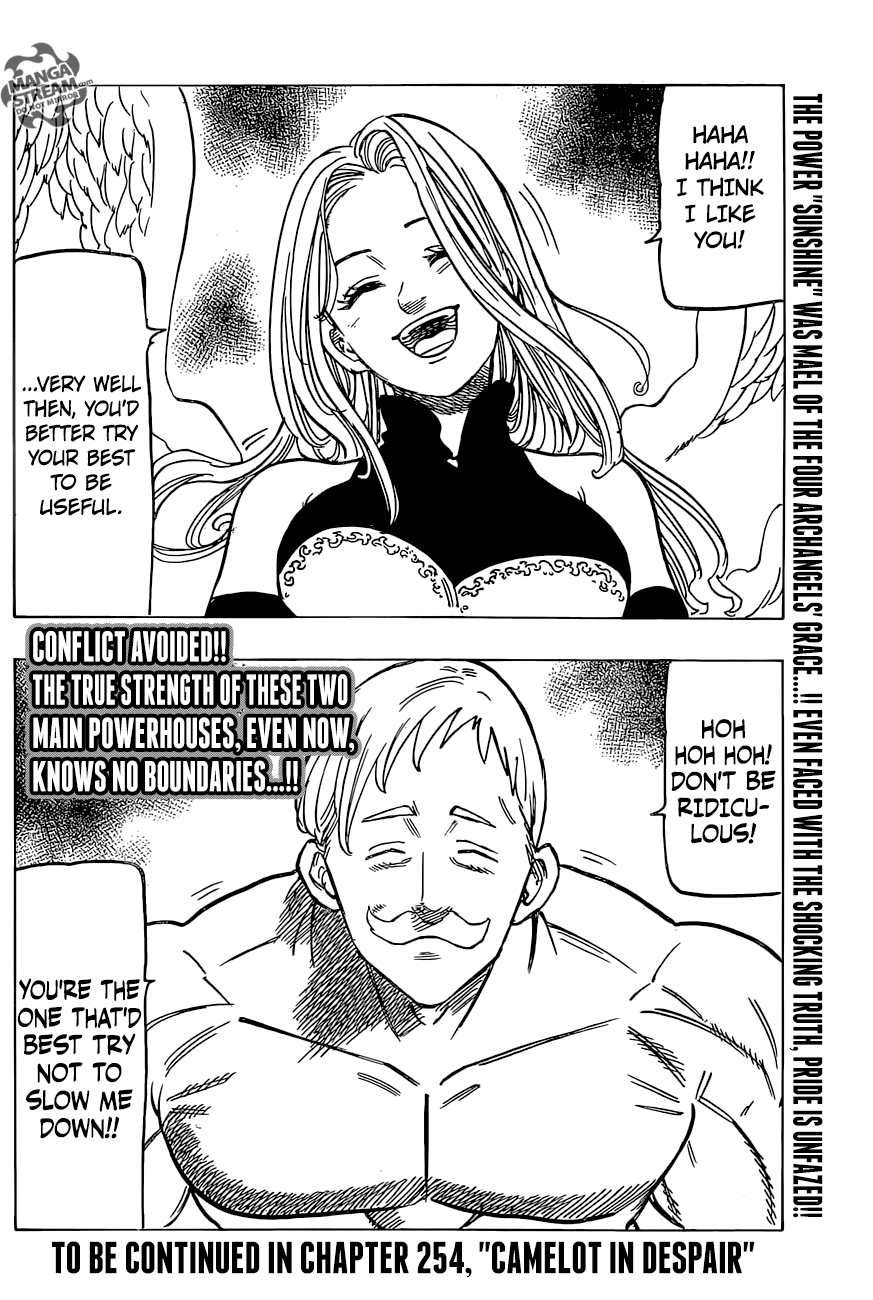 MANGA
STREAM.com
DO NOT MIRROR
HAHA
HAHA!!
I THINK
I LIKE
YOU!
...VERY WELL
THEN, YOU'D
BETTER TRY
YOUR BEST
TO BE
USEFUL.
THE POWER "SUNSHINE" WAS MAEL OF THE FOUR ARCHANGELS' GRACE...!! EVEN FACED WITH THE SHOCKING TRUTH, PRIDE IS UNFAZED!!
CONFLICT AVOIDED!!
THE TRUE STRENGTH OF THESE TWO
MAIN POWERHOUSES, EVEN NOW,
KNOWS NO BOUNDARIES...!!
HOH
HOH HOH!
DON'T BE
RIDICU-
LOUS!
YOU'RE THE
ONE THAT'D
BEST TRY
NOT TO
SLOW ME
DOWN!!
TO BE CONTINUED IN CHAPTER 254, "CAMELOT IN DESPAIR"